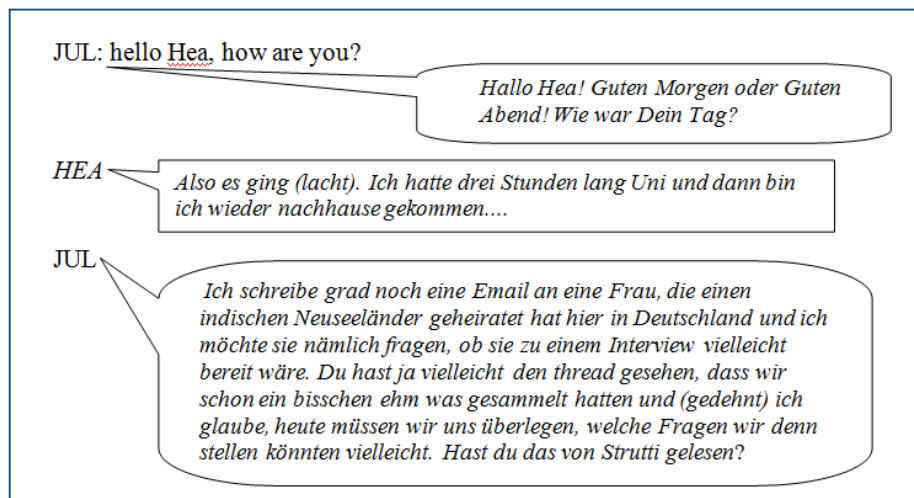 JUL: hello Hea, how are you?
Hallo Hea! Guten Morgen oder Guten
Abend! Wie war Dein Tag?
HEA
Also es ging (lacht). Ich hatte drei Stunden lang Uni und dann bin
ich wieder nachhause gekommen....
JUL
Ich schreibe grad noch eine Email an eine Frau, die einen
indischen Neuseeländer geheiratet hat hier in Deutschland und ich
möchte sie nämlich fragen, ob sie zu einem Interview vielleicht
bereit wäre. Du hast ja vielleicht den thread gesehen, dass wir
schon ein bisschen ehm was gesammelt hatten und (gedehnt) ich
glaube, heute müssen wir uns überlegen, welche Fragen wir denn
stellen könnten vielleicht. Hast du das von Strutti gelesen?